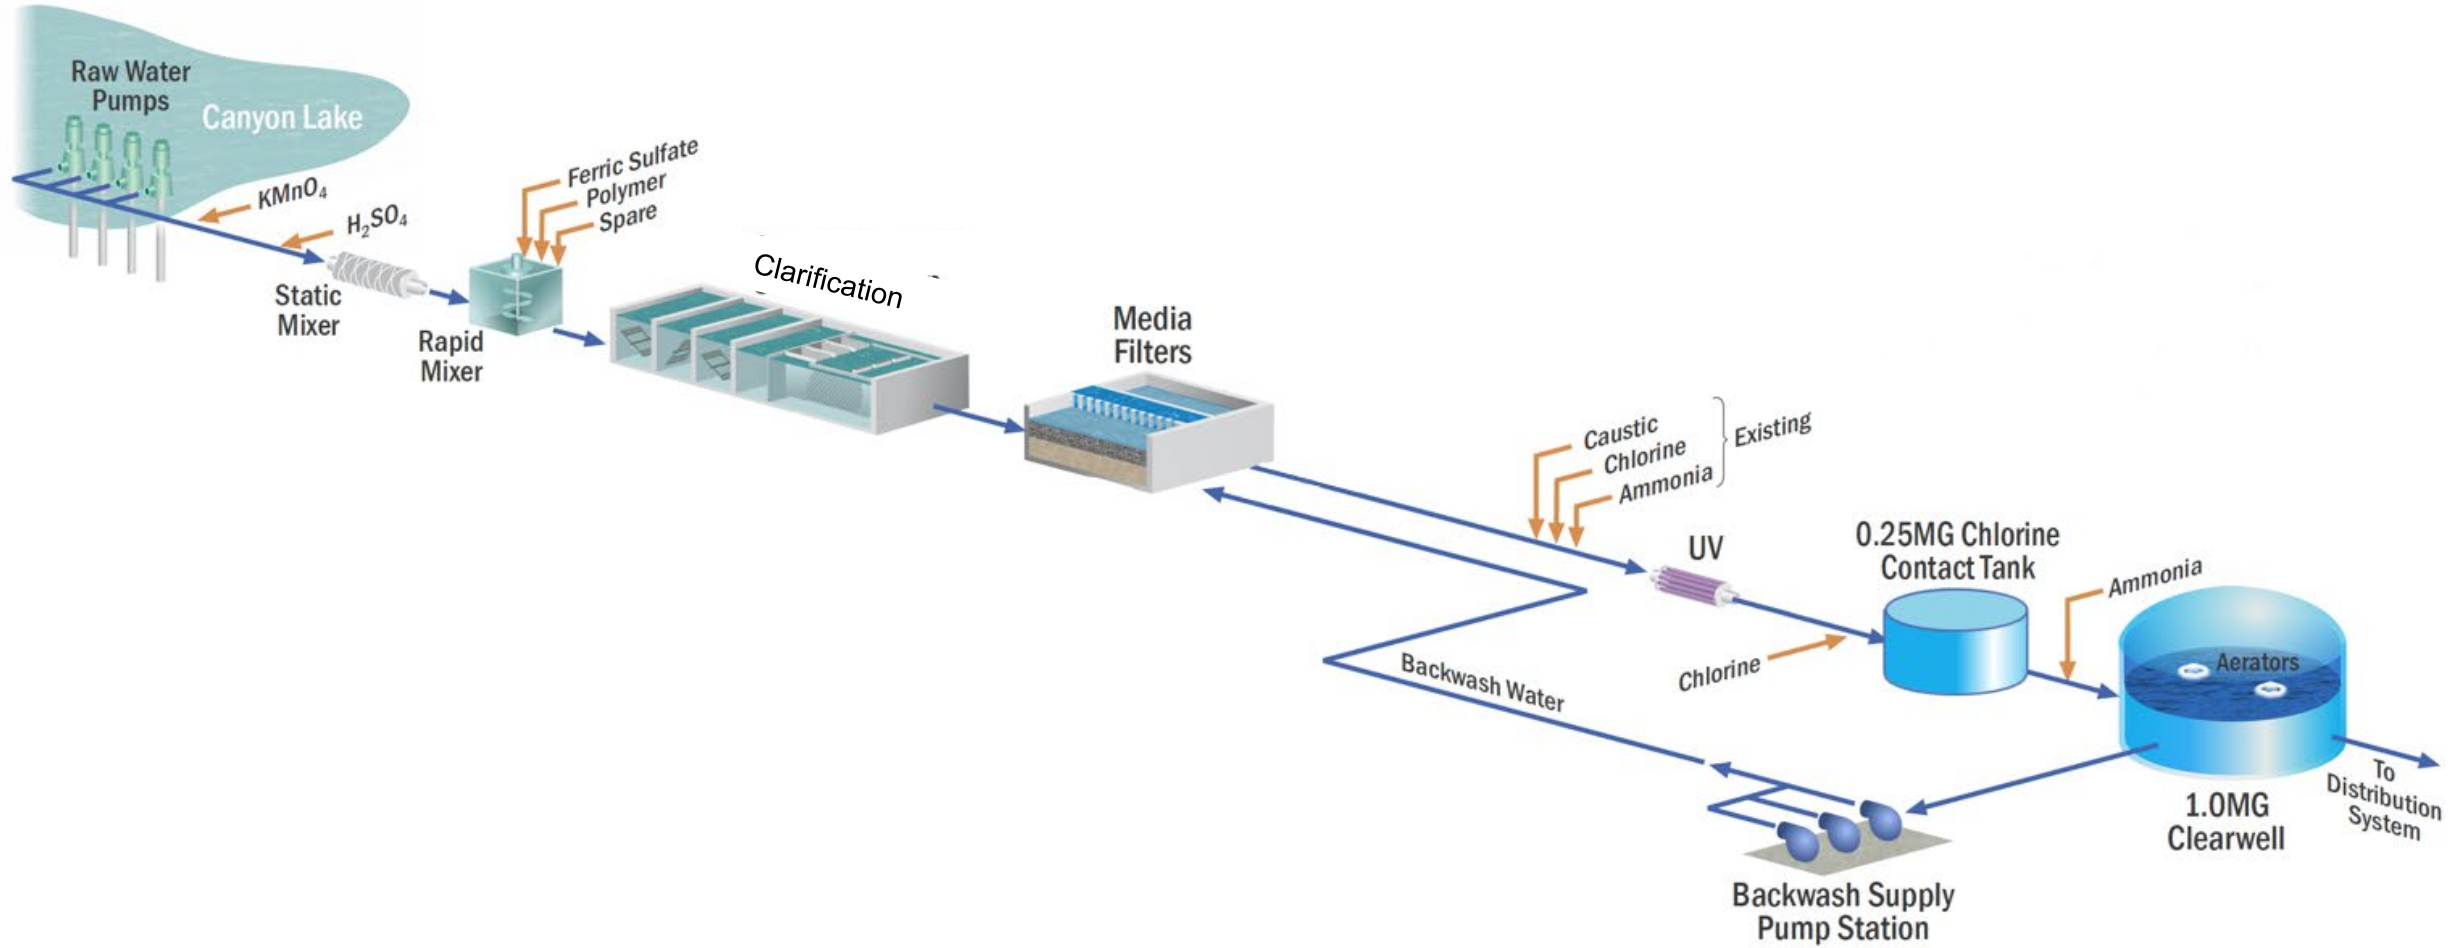 Raw Water
Pumps
Canyon Lake
KMnO₄
H₂SO₄
Static
Mixer
Rapid
Mixer
Ferric Sulfate
Polymer
Spare
Clarification
Media
Filters
Caustic
Chlorine
Ammonia
Existing
UV
0.25MG Chlorine
Contact Tank
Ammonia
Chlorine
Aerators
Backwash Water
To
Distribution
System
1.0MG
Clearwell
Backwash Supply
Pump Station